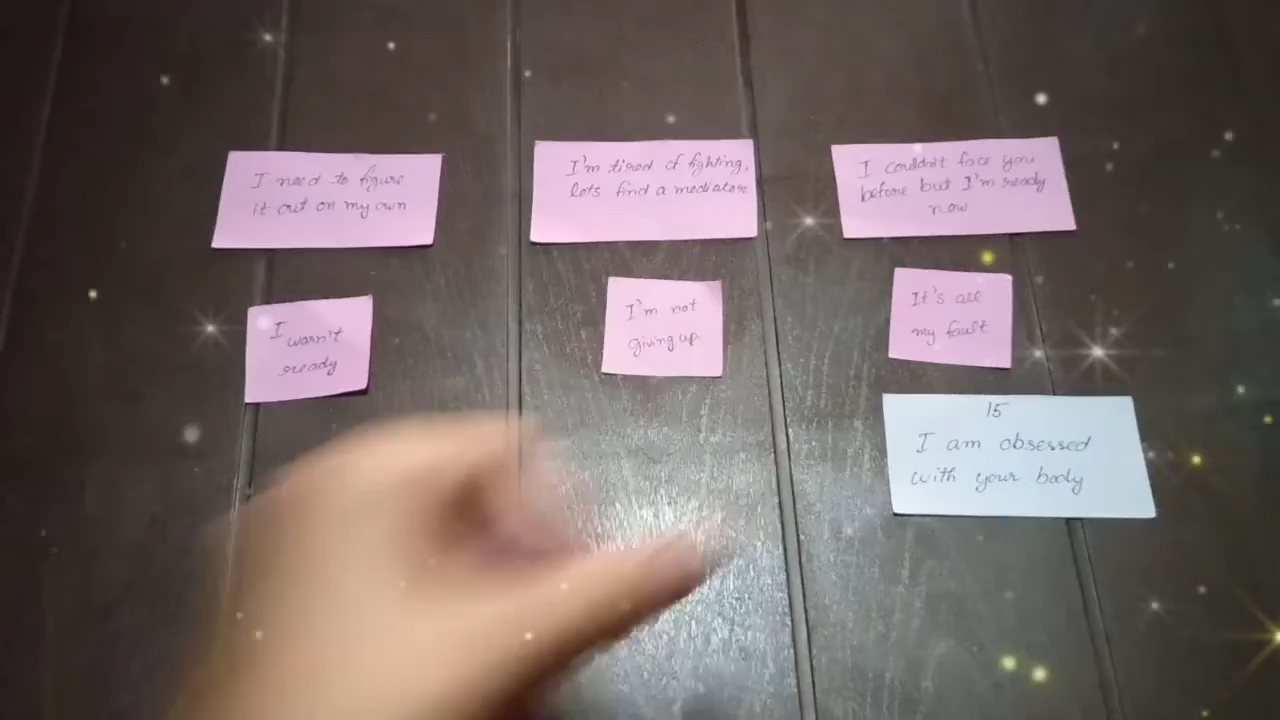 I need to figure
it out on my own
I'm tired of fighting,
lets find a mediator
I couldn't face you
before but I'm ready
now
I
wasn't
ready
I'm not
giving up
It's all
my fault
15
I am obsessed
with your body